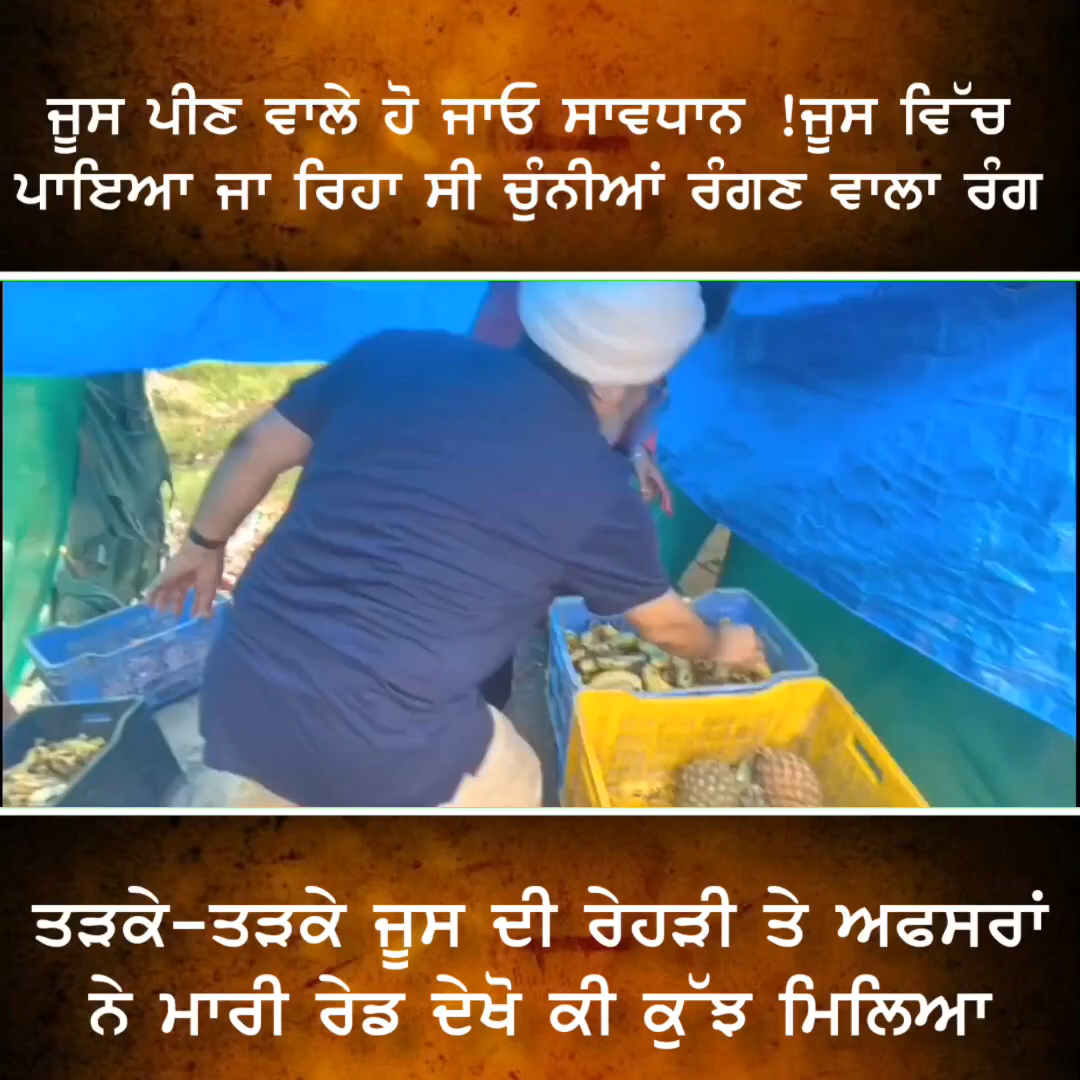 ਜੂਸ ਪੀਣ ਵਾਲੇ ਹੋ ਜਾਓ ਸਾਵਧਾਨ !ਜੂਸ ਵਿੱਚ
ਪਾਇਆ ਜਾ ਰਿਹਾ ਸੀ ਚੁੰਨੀਆਂ ਰੰਗਣ ਵਾਲਾ ਰੰਗ
ਤੜਕੇ-ਤੜਕੇ ਜੂਸ ਦੀ ਰੇਹੜੀ ਤੇ ਅਫਸਰਾਂ
ਨੇ ਮਾਰੀ ਰੇਡ ਦੇਖੋ ਕੀ ਕੁੱਝ ਮਿਲਿਆ